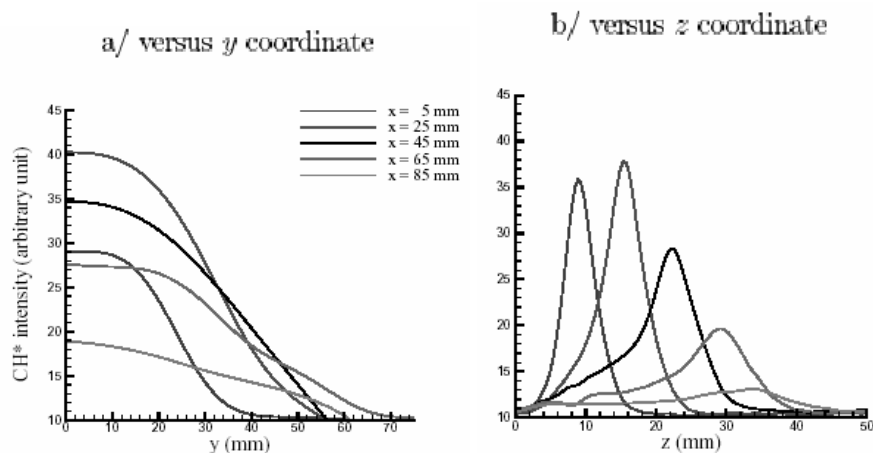 a/ versus y coordinate
b/ versus z coordinate
45
40
35
30
25
20
15
10
CH* intensity (arbitrary unit)
x = 5 mm
x = 25 mm
x = 45 mm
x = 65 mm
x = 85 mm
0 10 20 30 40 50 60 70
y (mm)
45
40
35
30
25
20
15
10
0 10 20 30 40 50
z (mm)